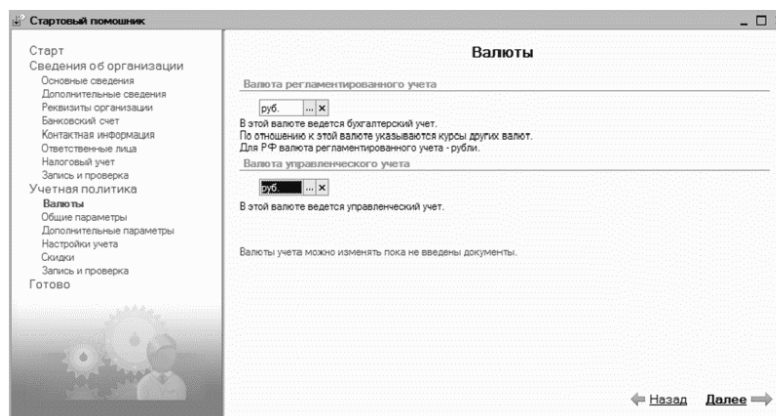 Стартовый помошник
Старт
Сведения об организации
Основные сведения
Дополнительные сведения
Реквизиты организации
Банковский счет
Контактная информация
Ответственные лица
Налоговый учет
Запись и проверка
Учетная политика
Валюты
Общие параметры
Дополнительные параметры
Настройки учета
Скидки
Запись и проверка
Готово
Валюты
Валюта регламентированного учета
руб. ... x
В этой валюте ведется бухгалтерский учет.
По отношению к этой валюте указываются курсы других валют.
Для РФ валюта регламентированного учета - рубли.
Валюта управленческого учета
руб. ... x
В этой валюте ведется управленческий учет.
Валюты учета можно изменять пока не введены документы.
Назад Далее